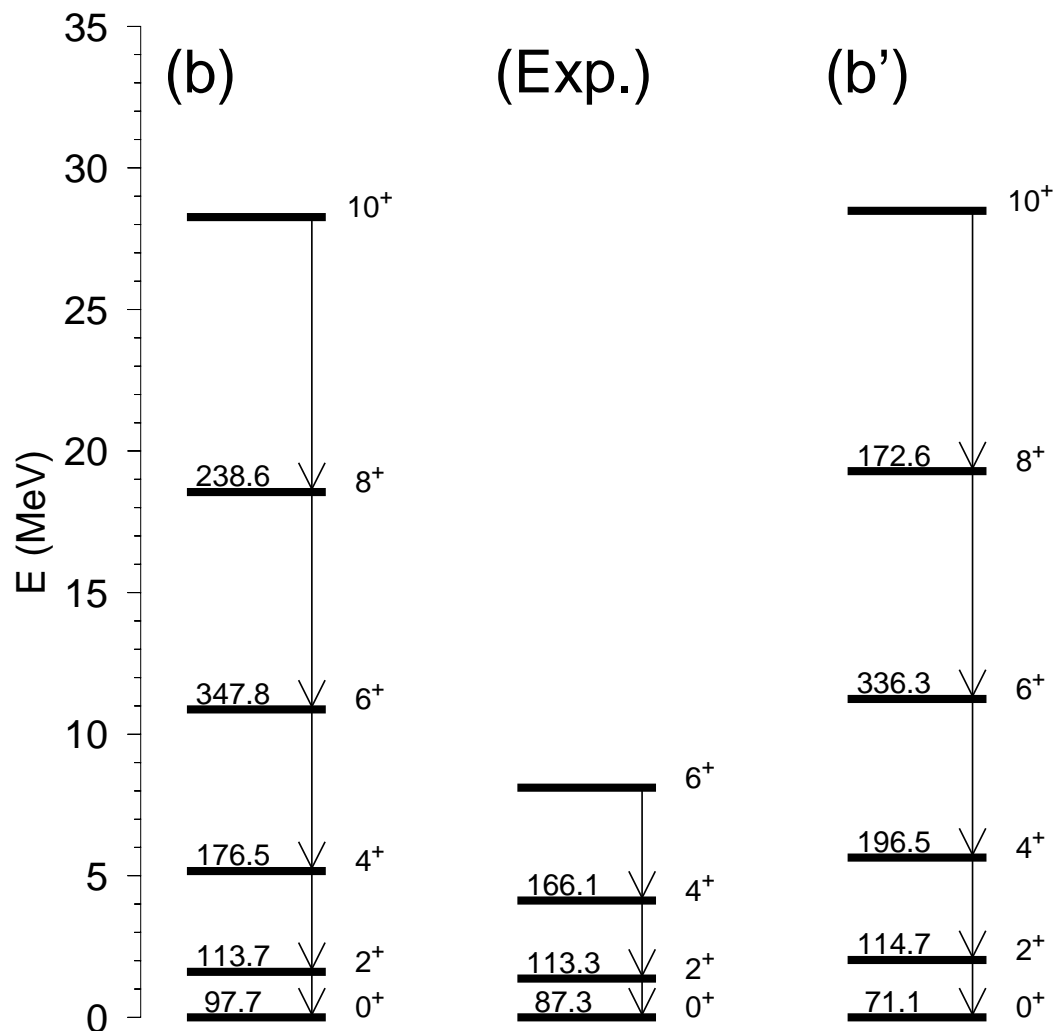 35
(b) (Exp.) (b’)
30
10⁺ 10⁺
25
20
238.6 8⁺ 172.6 8⁺
E (MeV)
15
347.8 6⁺ 336.3 6⁺
10
6⁺
176.5 4⁺ 196.5 4⁺
5
166.1 4⁺
113.7 2⁺ 113.3 2⁺ 114.7 2⁺
0
97.7 0⁺ 87.3 0⁺ 71.1 0⁺